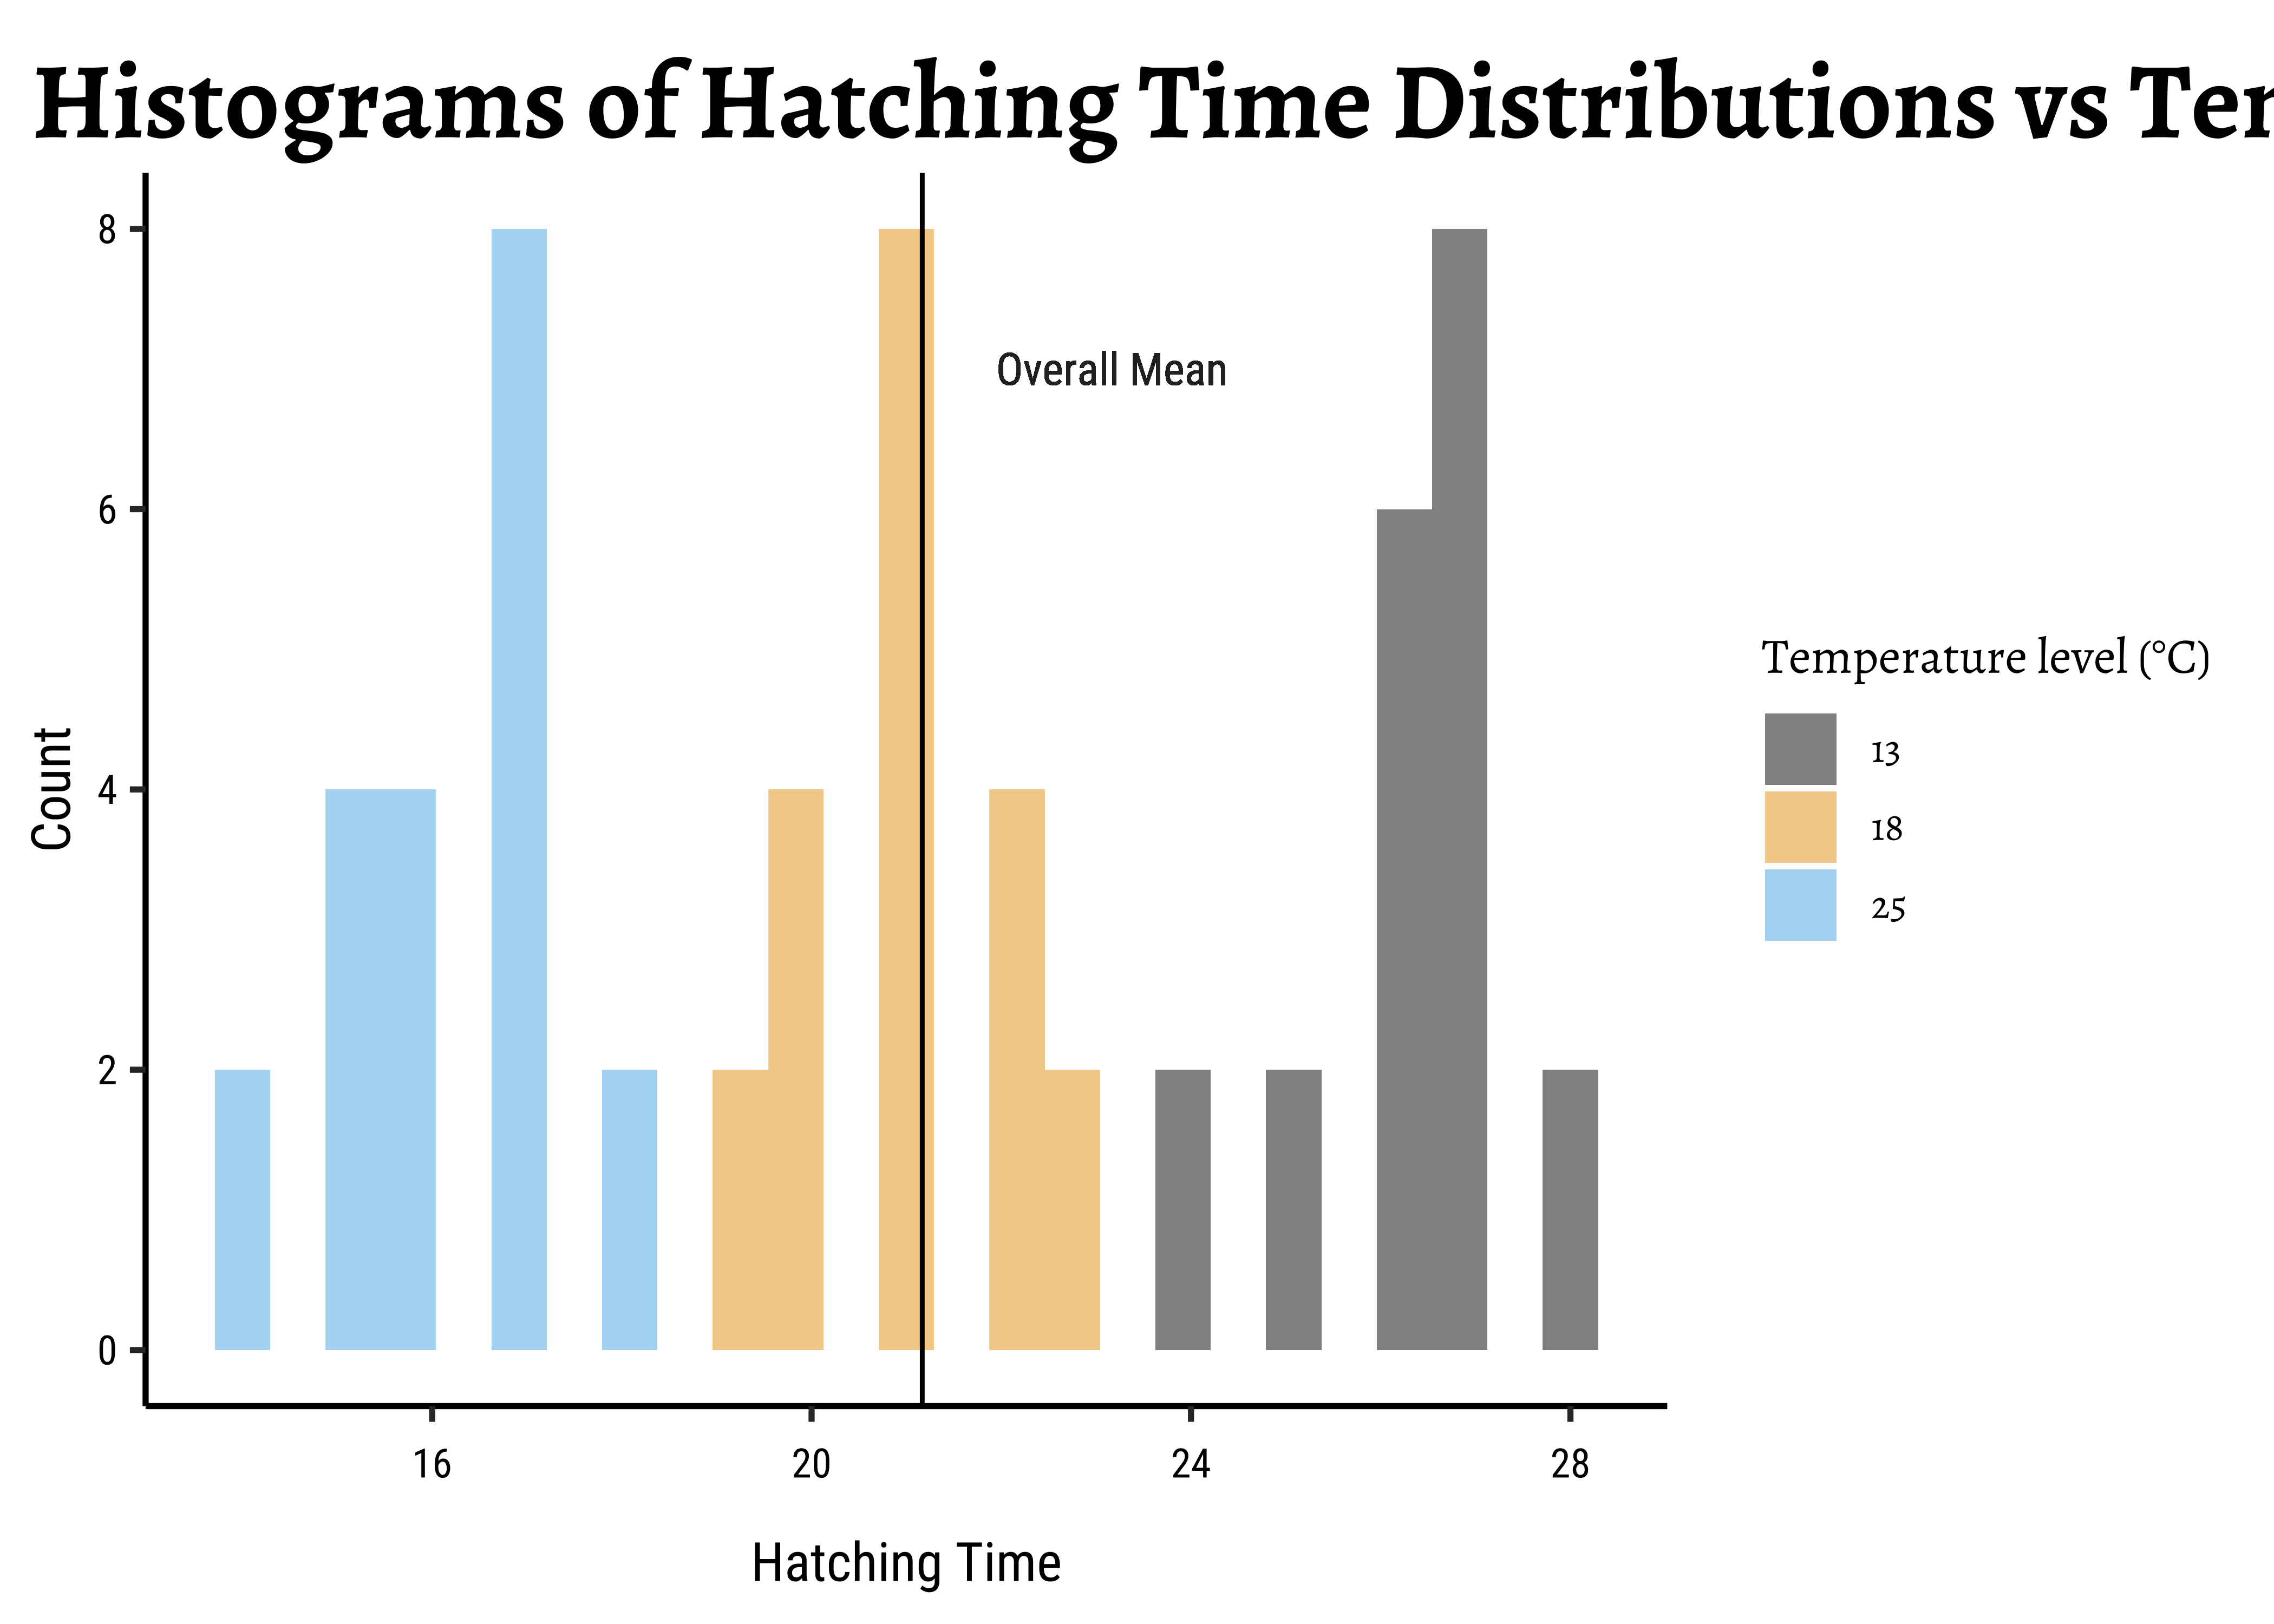 Histograms of Hatching Time Distributions vs
8
6
4
2
0
Count
Overall Mean
16
20
24
28
Hatching Time
Temperature level (°C)
13
18
25